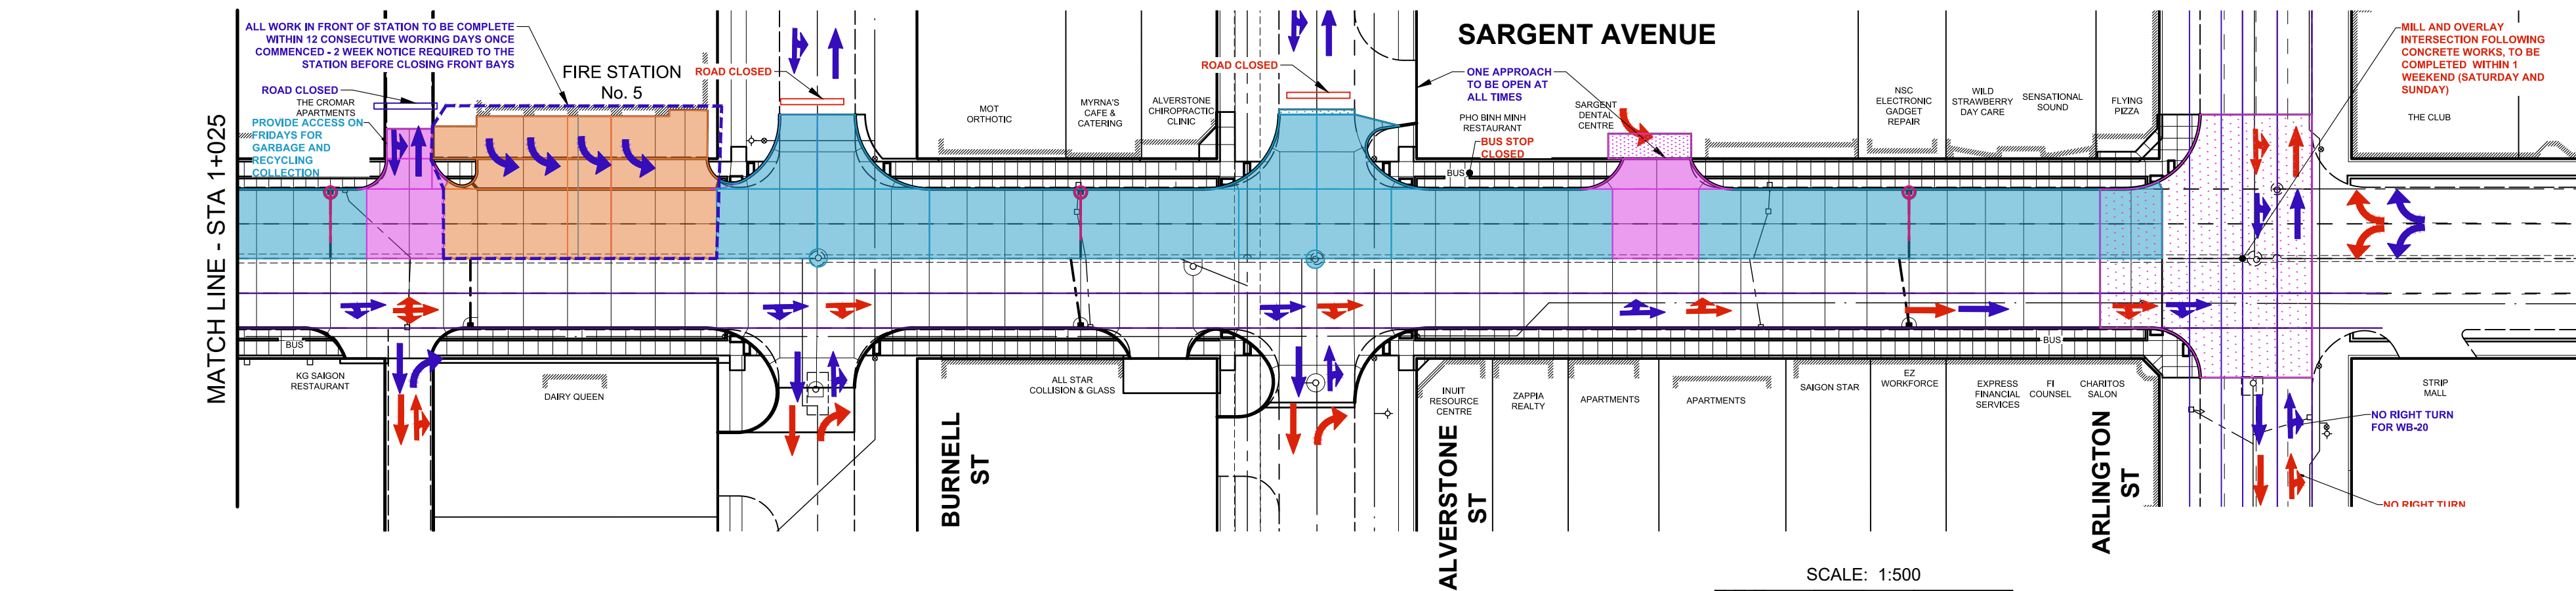 ALL WORK IN FRONT OF STATION TO BE COMPLETE
WITHIN 12 CONSECUTIVE WORKING DAYS ONCE
COMMENCED - 2 WEEK NOTICE REQUIRED TO THE
STATION BEFORE CLOSING FRONT BAYS
FIRE STATION
No. 5
ROAD CLOSED
ROAD CLOSED
THE CROMAR
APARTMENTS
PROVIDE ACCESS ON
FRIDAYS FOR
GARBAGE AND
RECYCLING
COLLECTION
MATCH LINE - STA 1+025
MOT
ORTHOTIC
MYRNA'S
CAFE &
CATERING
ALVERSTONE
CHIROPRACTIC
CLINIC
ROAD CLOSED
SARGENT AVENUE
ONE APPROACH
TO BE OPEN AT
ALL TIMES
PHO BINH MINH
RESTAURANT
BUS STOP
CLOSED
BUS
SARGENT
DENTAL
CENTRE
NSC
ELECTRONIC
GADGET
REPAIR
WILD
STRAWBERRY
DAY CARE
SENSATIONAL
SOUND
FLYING
PIZZA
MILL AND OVERLAY
INTERSECTION FOLLOWING
CONCRETE WORKS, TO BE
COMPLETED WITHIN 1
WEEKEND (SATURDAY AND
SUNDAY)
THE CLUB
BUS
KG SAIGON
RESTAURANT
DAIRY QUEEN
BURNELL
ST
ALL STAR
COLLISION & GLASS
ALVERSTONE
ST
INUIT
RESOURCE
CENTRE
ZAPPIA
REALTY
APARTMENTS
APARTMENTS
SAIGON STAR
EZ
WORKFORCE
EXPRESS
FINANCIAL
SERVICES
FI
COUNSEL
CHARITOS
SALON
BUS
ARLINGTON
ST
STRIP
MALL
NO RIGHT TURN
FOR WB-20
NO RIGHT TURN
SCALE: 1:500